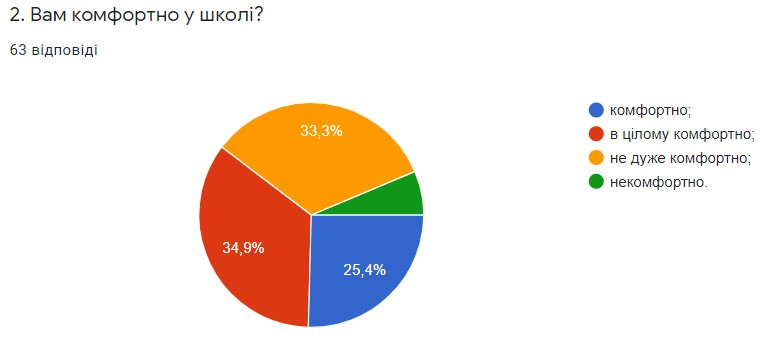 2. Вам комфортно у школі?
63 відповіді
33,3%
34,9%
25,4%
комфортно;
в цілому комфортно;
не дуже комфортно;
некомфортно.